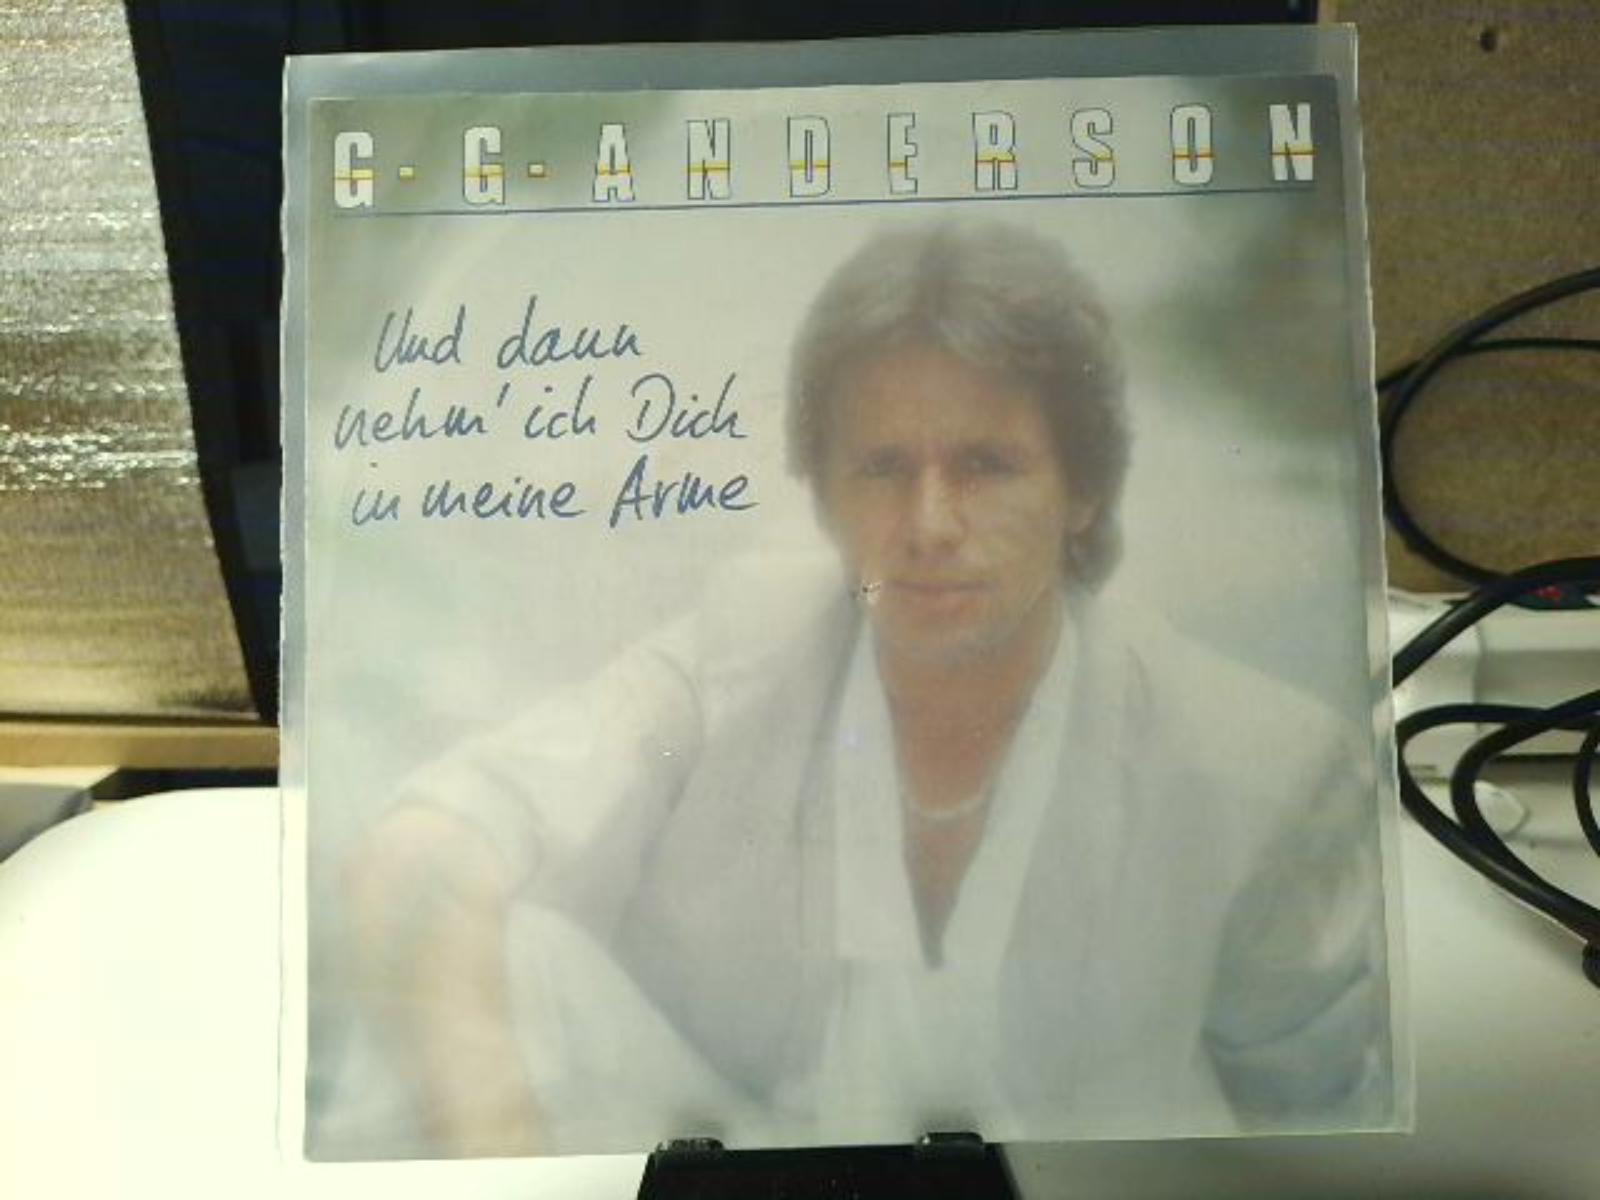 G·G·ANDERSON
Und dann
nehm' ich Dich
in meine Arme